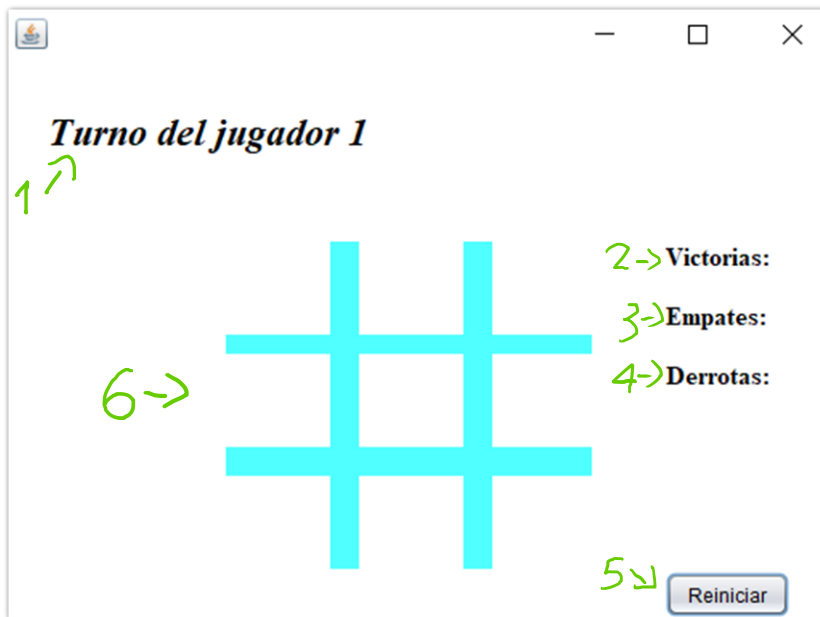 Turno del jugador 1
1
2 -> Victorias:
3 -> Empates:
4 -> Derrotas:
6 ->
5
Reiniciar